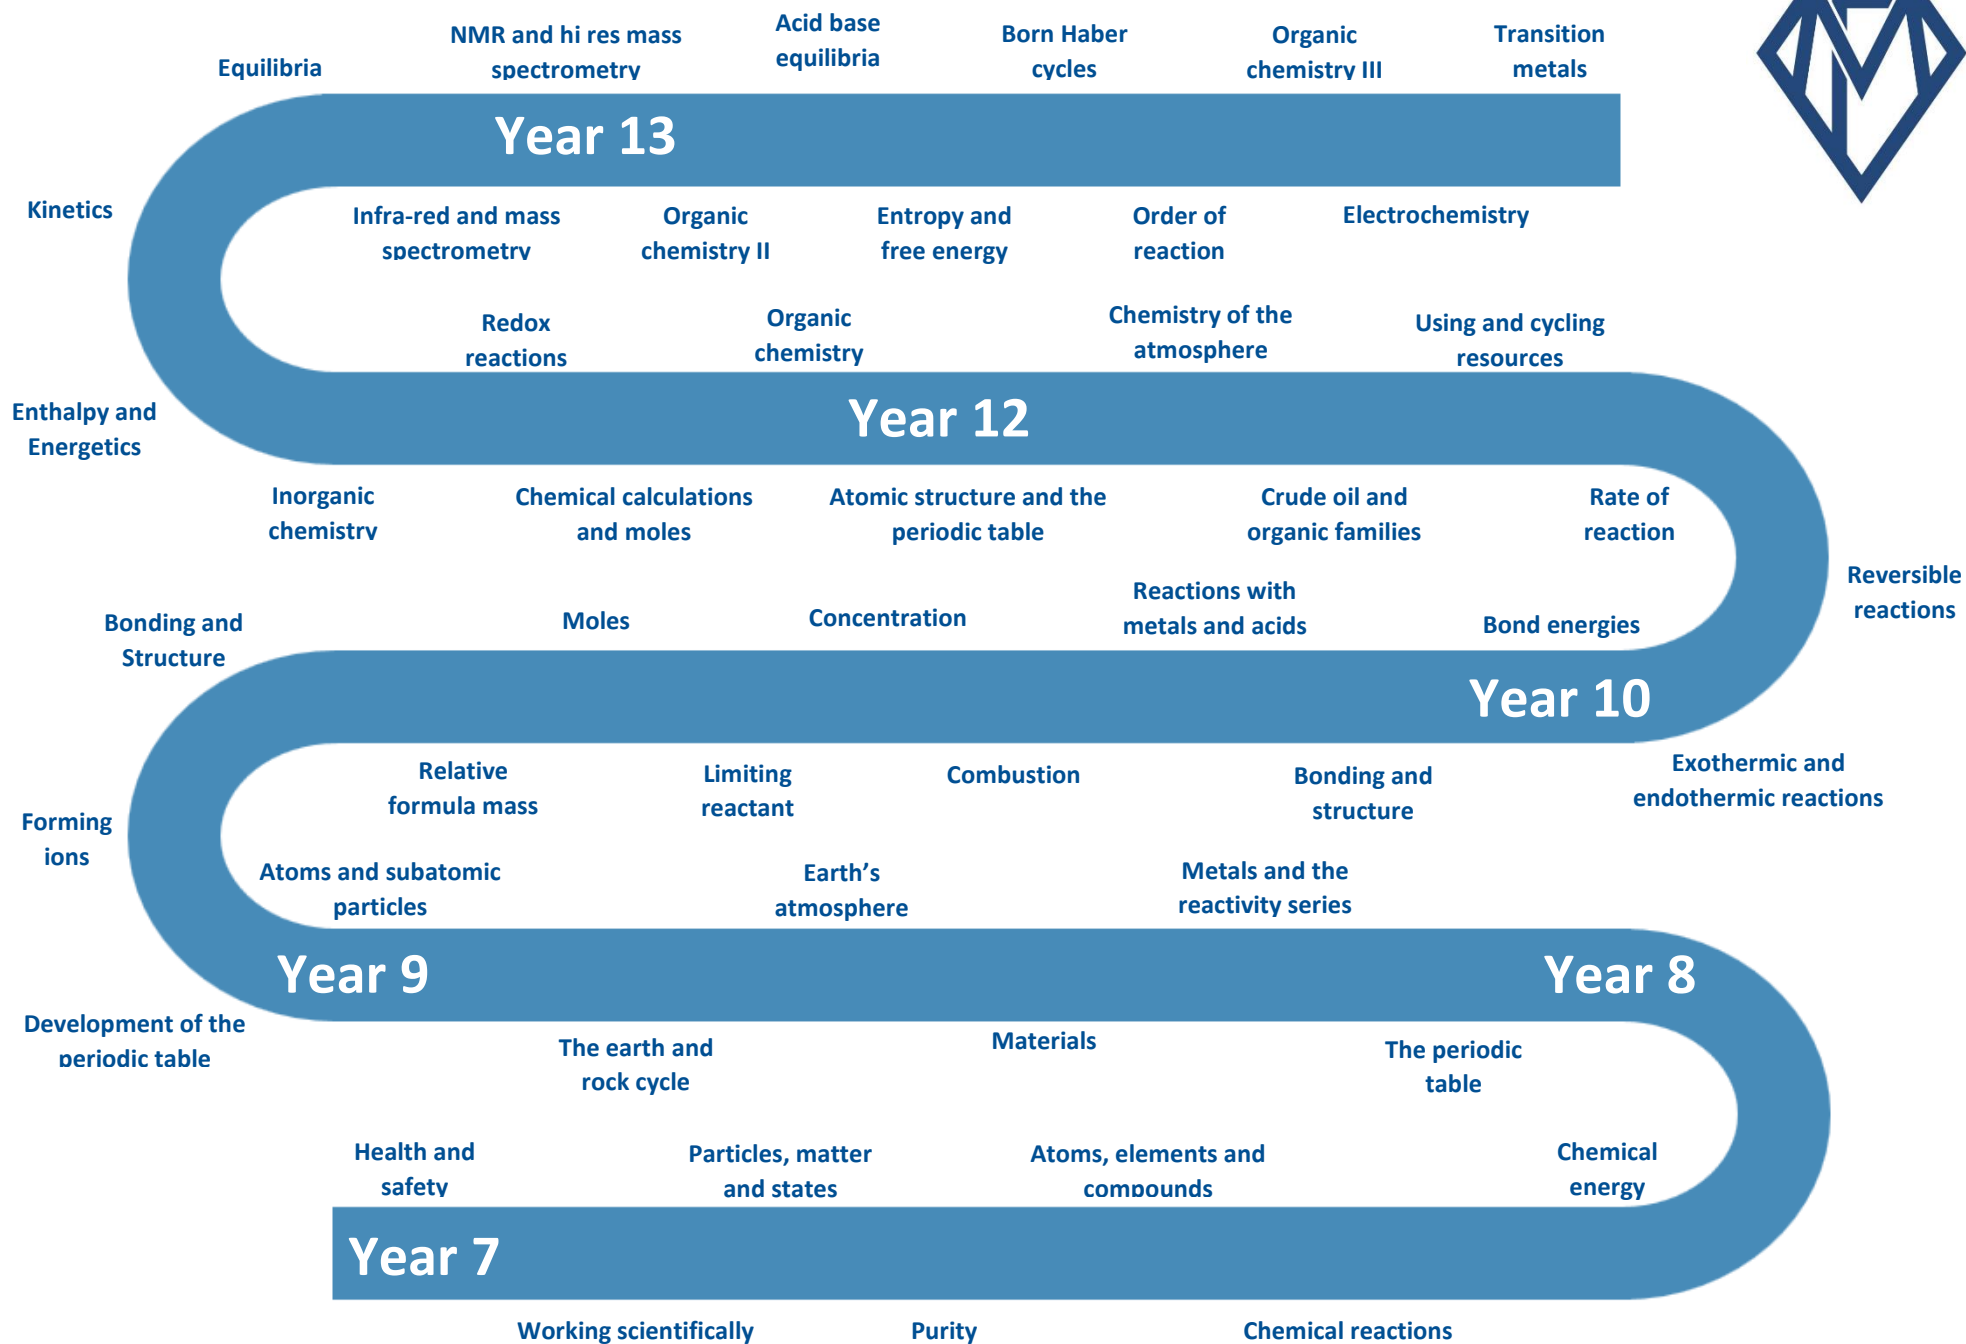 Equilibria
NMR and hi res mass
spectrometry
Acid base
equilibria
Born Haber
cycles
Organic
chemistry III
Transition
metals
Year 13
Kinetics
Infra-red and mass
spectrometry
Organic
chemistry II
Entropy and
free energy
Order of
reaction
Electrochemistry
Redox
reactions
Organic
chemistry
Chemistry of the
atmosphere
Using and cycling
resources
Enthalpy and
Energetics
Year 12
Inorganic
chemistry
Chemical calculations
and moles
Atomic structure and the
periodic table
Crude oil and
organic families
Rate of
reaction
Reversible
reactions
Bonding and
Structure
Moles
Concentration
Reactions with
metals and acids
Bond energies
Year 10
Relative
formula mass
Limiting
reactant
Combustion
Bonding and
structure
Exothermic and
endothermic reactions
Forming
ions
Atoms and subatomic
particles
Earth's
atmosphere
Metals and the
reactivity series
Year 9
Year 8
Development of the
periodic table
The earth and
rock cycle
Materials
The periodic
table
Health and
safety
Particles, matter
and states
Atoms, elements and
compounds
Chemical
energy
Year 7
Working scientifically
Purity
Chemical reactions